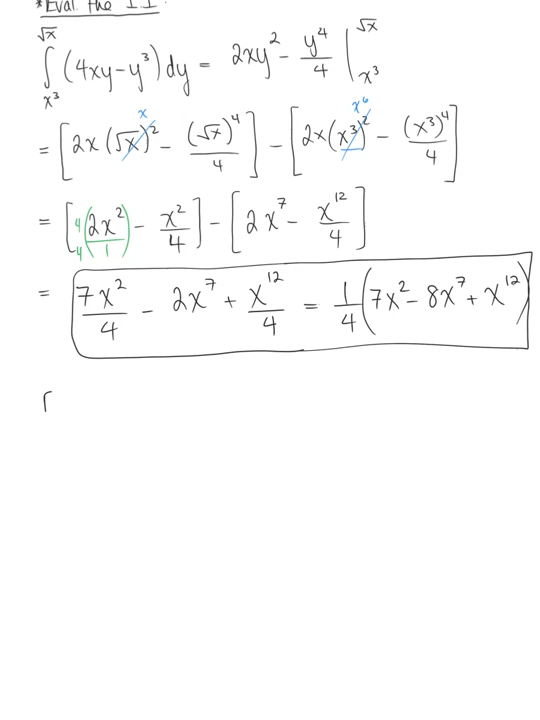 *Eval. the I.I.
∫_{x³}^{√x} (4xy − y³) dy = 2xy² − y⁴/4 |_{x³}^{√x}
= [2x(√x)² − (√x)⁴/4] − [2x(x³)² − (x³)⁴/4]
x x⁶
= [4/4(2x²/1) − x²/4] − [2x⁷ − x¹²/4]
= 7x²/4 − 2x⁷ + x¹²/4 = 1/4(7x² − 8x⁷ + x¹²)